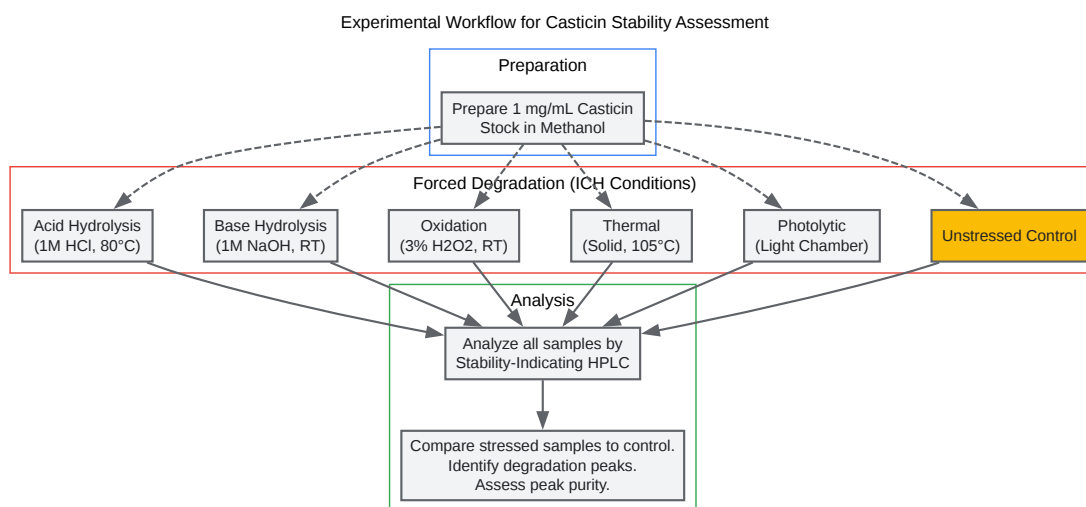 Experimental Workflow for Casticin Stability Assessment
Preparation
Prepare 1 mg/mL Casticin
Stock in Methanol
Forced Degradation (ICH Conditions)
Acid Hydrolysis
(1M HCl, 80°C)
Base Hydrolysis
(1M NaOH, RT)
Oxidation
(3% H2O2, RT)
Thermal
(Solid, 105°C)
Photolytic
(Light Chamber)
Unstressed Control
Analysis
Analyze all samples by
Stability-Indicating HPLC
Compare stressed samples to control.
Identify degradation peaks.
Assess peak purity.